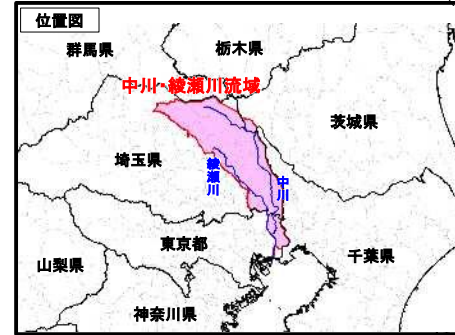 位置図
群馬県
栃木県
中川・綾瀬川流域
茨城県
埼玉県
綾瀬川
中川
東京都
千葉県
山梨県
神奈川県